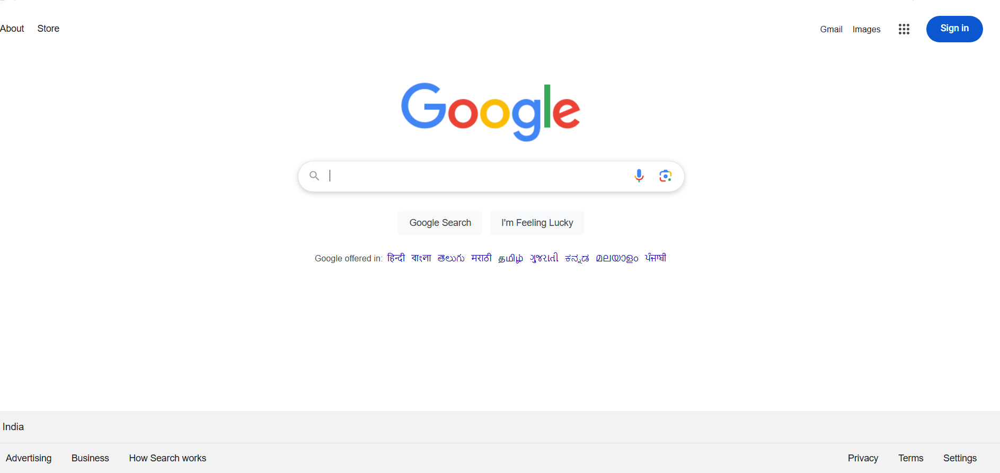 About Store Gmail Images Sign in
Google
Google Search I'm Feeling Lucky
Google offered in: हिन्दी বাংলা తెలుగు मराठी தமிழ் ગુજરાતી ಕನ್ನಡ മലയാളം ਪੰਜਾਬੀ
India
Advertising Business How Search works Privacy Terms Settings